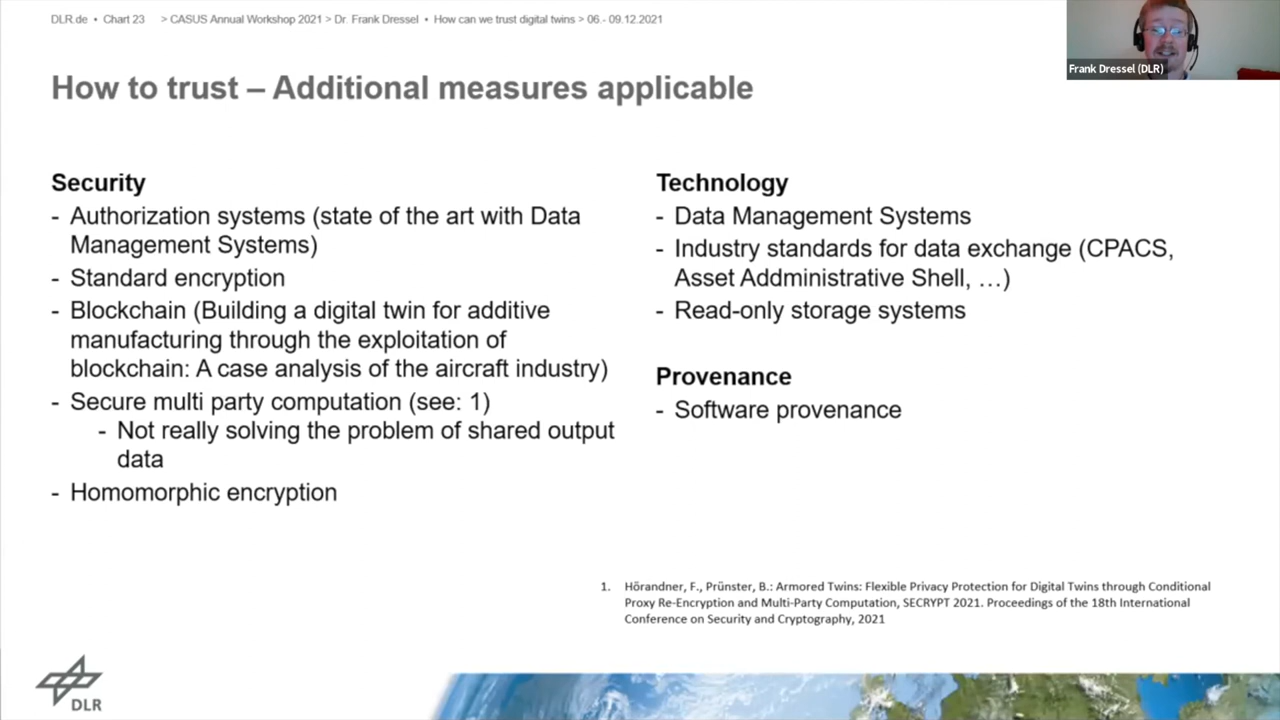 DLR.de • Chart 23 > CASUS Annual Workshop 2021 > Dr. Frank Dressel • How can we trust digital twins > 06.- 09.12.2021
Frank Dressel (DLR)
How to trust – Additional measures applicable
Security
- Authorization systems (state of the art with Data
Management Systems)
- Standard encryption
- Blockchain (Building a digital twin for additive
manufacturing through the exploitation of
blockchain: A case analysis of the aircraft industry)
- Secure multi party computation (see: 1)
- Not really solving the problem of shared output
data
- Homomorphic encryption
Technology
- Data Management Systems
- Industry standards for data exchange (CPACS,
Asset Addministrative Shell, …)
- Read-only storage systems
Provenance
- Software provenance
1. Hörandner, F., Prünster, B.: Armored Twins: Flexible Privacy Protection for Digital Twins through Conditional
Proxy Re-Encryption and Multi-Party Computation, SECRYPT 2021. Proceedings of the 18th International
Conference on Security and Cryptography, 2021
DLR